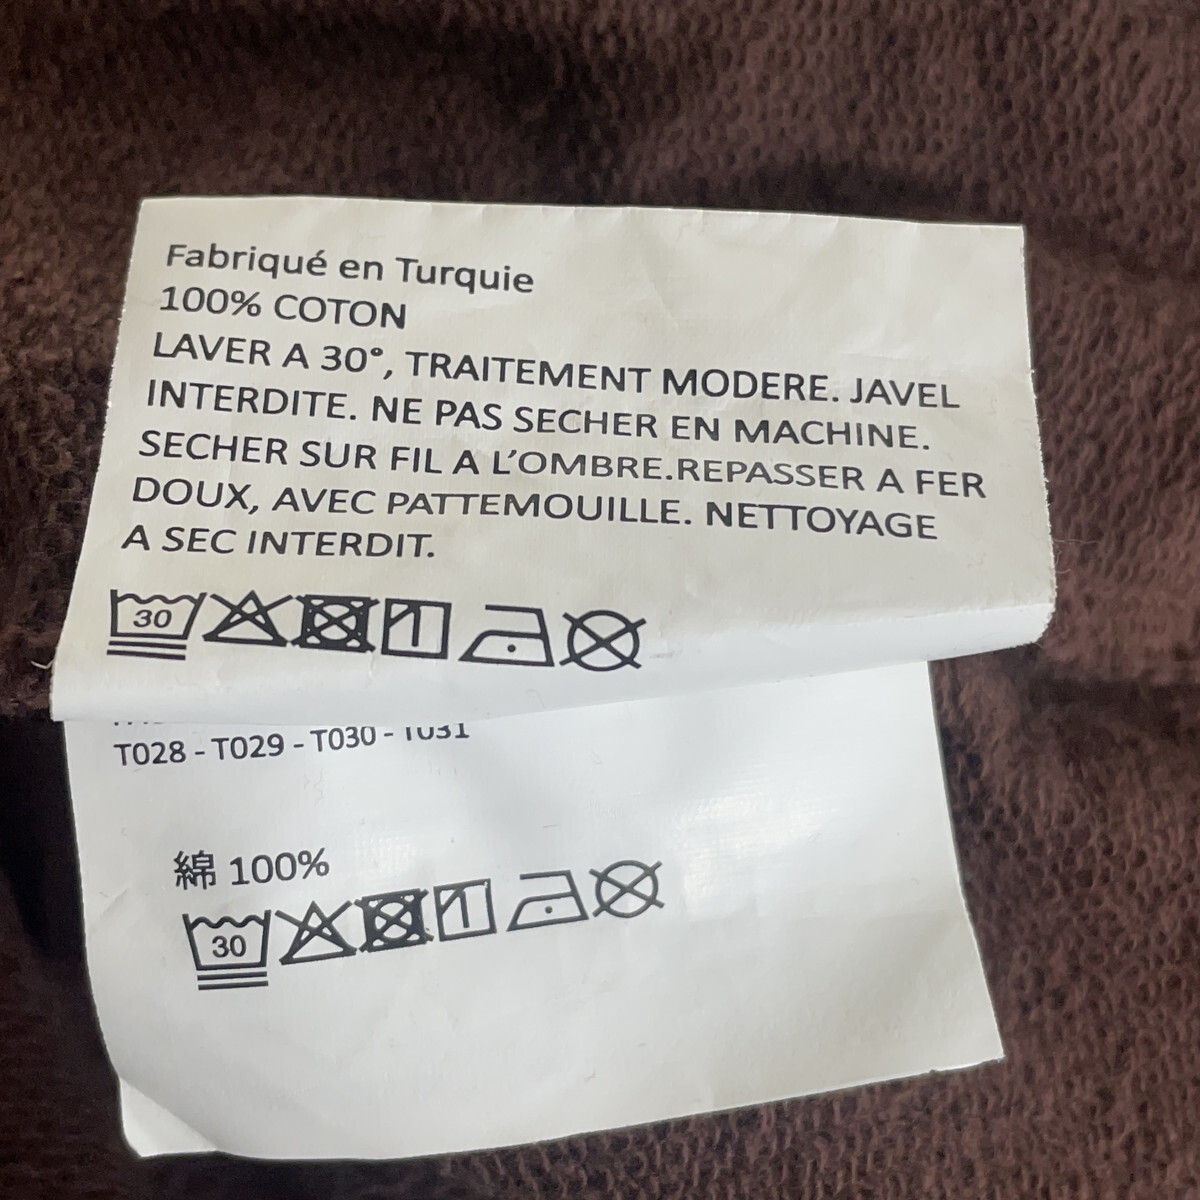 Fabriqué en Turquie
100% COTON
LAVER A 30°, TRAITEMENT MODERE. JAVEL
INTERDITE. NE PAS SECHER EN MACHINE.
SECHER SUR FIL A L'OMBRE.REPASSER A FER
DOUX, AVEC PATTEMOUILLE. NETTOYAGE
A SEC INTERDIT.
30
T028 - T029 - T030 - T031
綿 100%
30